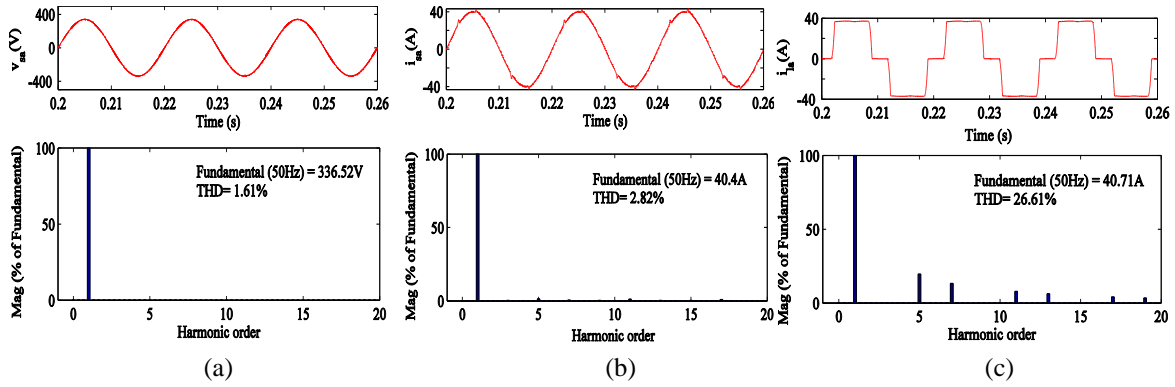 v_sa(V)
400
0
-400
0.2 0.21 0.22 0.23 0.24 0.25 0.26
Time (s)
Mag (% of Fundamental)
100
50
0
Fundamental (50Hz) = 336.52V
THD= 1.61%
0 5 10 15 20
Harmonic order
(a)
i_sa(A)
40
0
-40
0.2 0.21 0.22 0.23 0.24 0.25 0.26
Time (s)
Mag (% of Fundamental)
100
50
0
Fundamental (50Hz) = 40.4A
THD= 2.82%
0 5 10 15 20
Harmonic order
(b)
i_la(A)
40
0
-40
0.2 0.21 0.22 0.23 0.24 0.25 0.26
Time (s)
Mag (% of Fundamental)
100
50
0
Fundamental (50Hz) = 40.71A
THD= 26.61%
0 5 10 15 20
Harmonic order
(c)